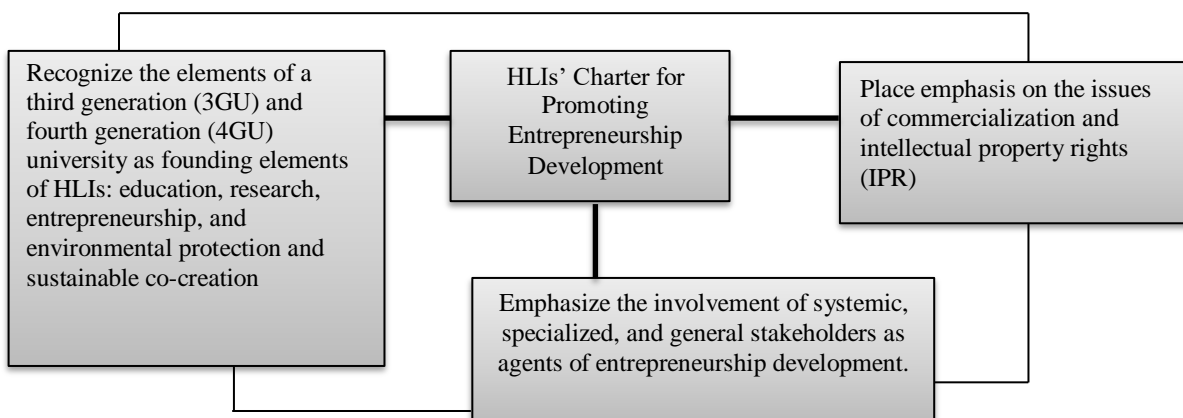 Recognize the elements of a
third generation (3GU) and
fourth generation (4GU)
university as founding elements
of HLIs: education, research,
entrepreneurship, and
environmental protection and
sustainable co-creation
HLIs’ Charter for
Promoting
Entrepreneurship
Development
Place emphasis on the issues
of commercialization and
intellectual property rights
(IPR)
Emphasize the involvement of systemic,
specialized, and general stakeholders as
agents of entrepreneurship development.